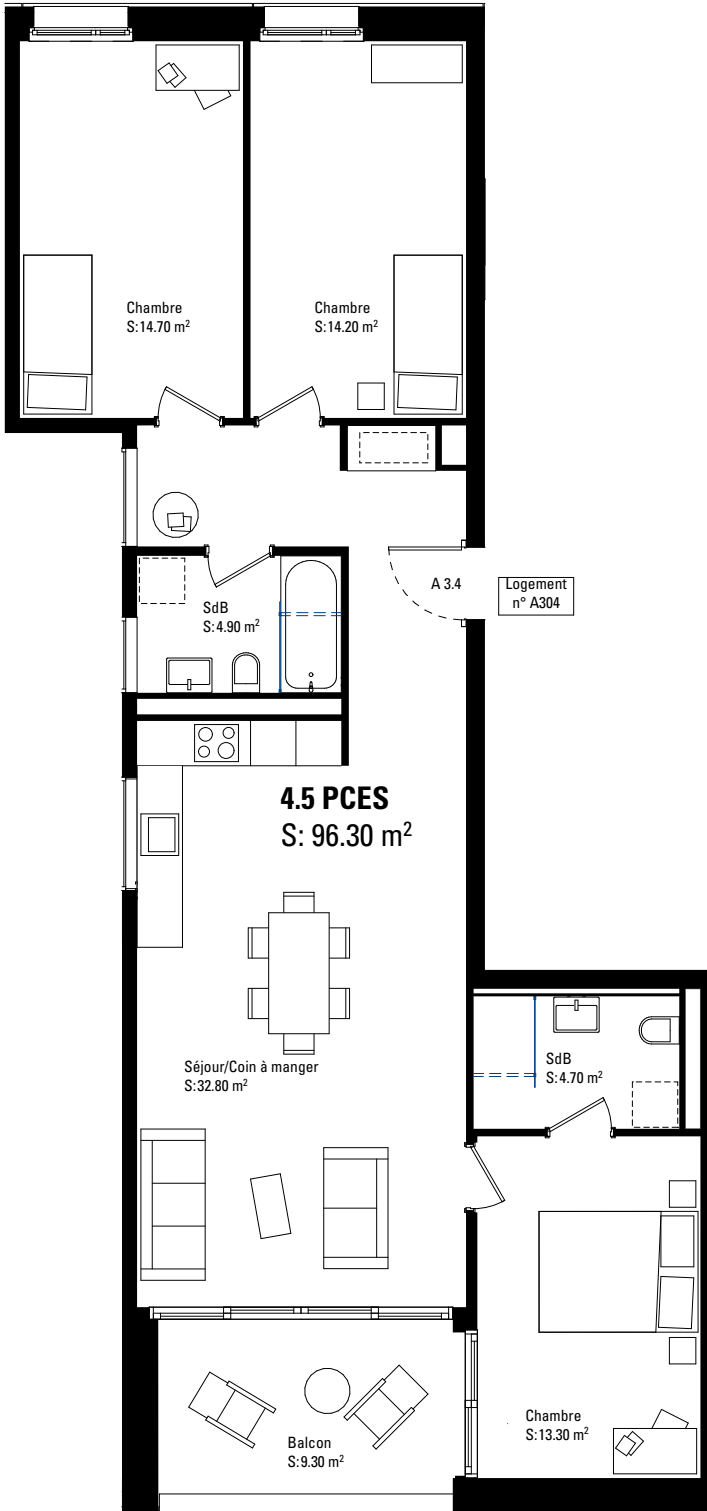 Chambre
S:14.70 m²
Chambre
S:14.20 m²
A 3.4
Logement
n° A304
SdB
S:4.90 m²
4.5 PCES
S: 96.30 m²
Séjour/Coin à manger
S:32.80 m²
SdB
S:4.70 m²
Chambre
S:13.30 m²
Balcon
S:9.30 m²